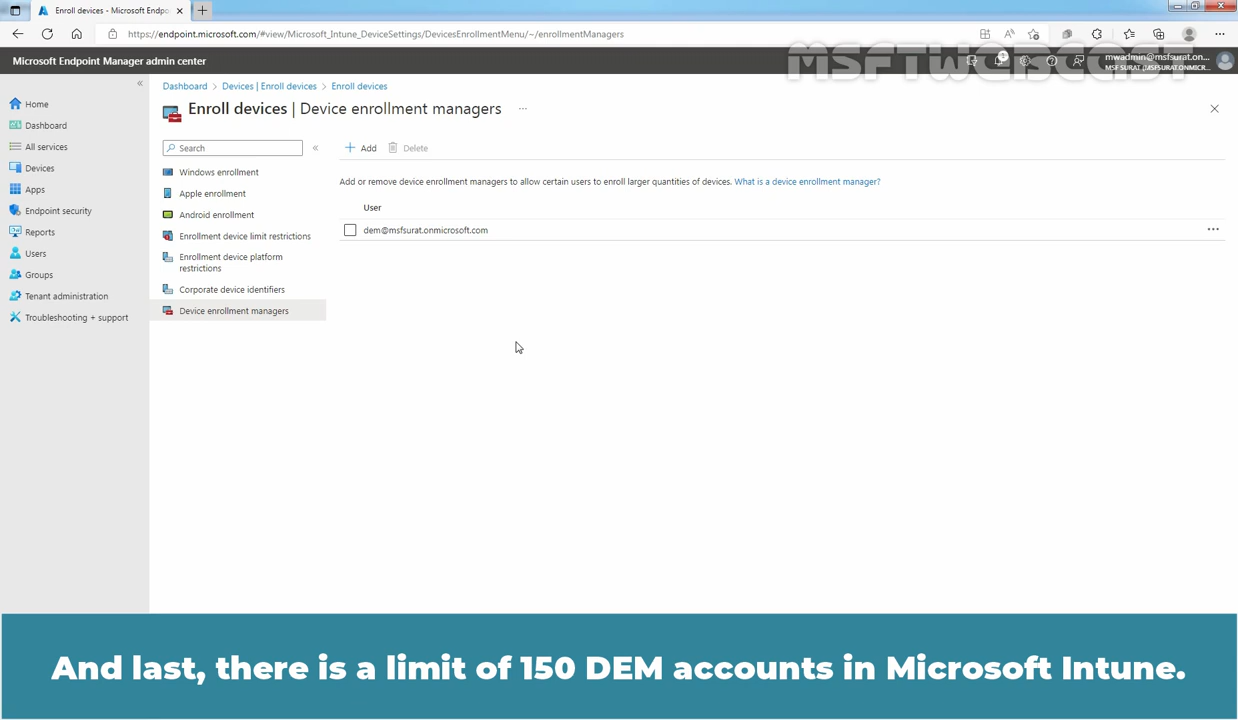 Enroll devices - Microsoft Endpo
https://endpoint.microsoft.com/#view/Microsoft_Intune_DeviceSettings/DevicesEnrollmentMenu/~/enrollmentManagers
Microsoft Endpoint Manager admin center
MSFTWEBCAST
mwadmin@msfsurat.on...
MSF SURAT (MSFSURAT.ONMICR...
Home
Dashboard
All services
Devices
Apps
Endpoint security
Reports
Users
Groups
Tenant administration
Troubleshooting + support
Dashboard > Devices | Enroll devices > Enroll devices
Enroll devices | Device enrollment managers ...
Search
Windows enrollment
Apple enrollment
Android enrollment
Enrollment device limit restrictions
Enrollment device platform
restrictions
Corporate device identifiers
Device enrollment managers
Add
Delete
Add or remove device enrollment managers to allow certain users to enroll larger quantities of devices. What is a device enrollment manager?
User
dem@msfsurat.onmicrosoft.com
And last, there is a limit of 150 DEM accounts in Microsoft Intune.